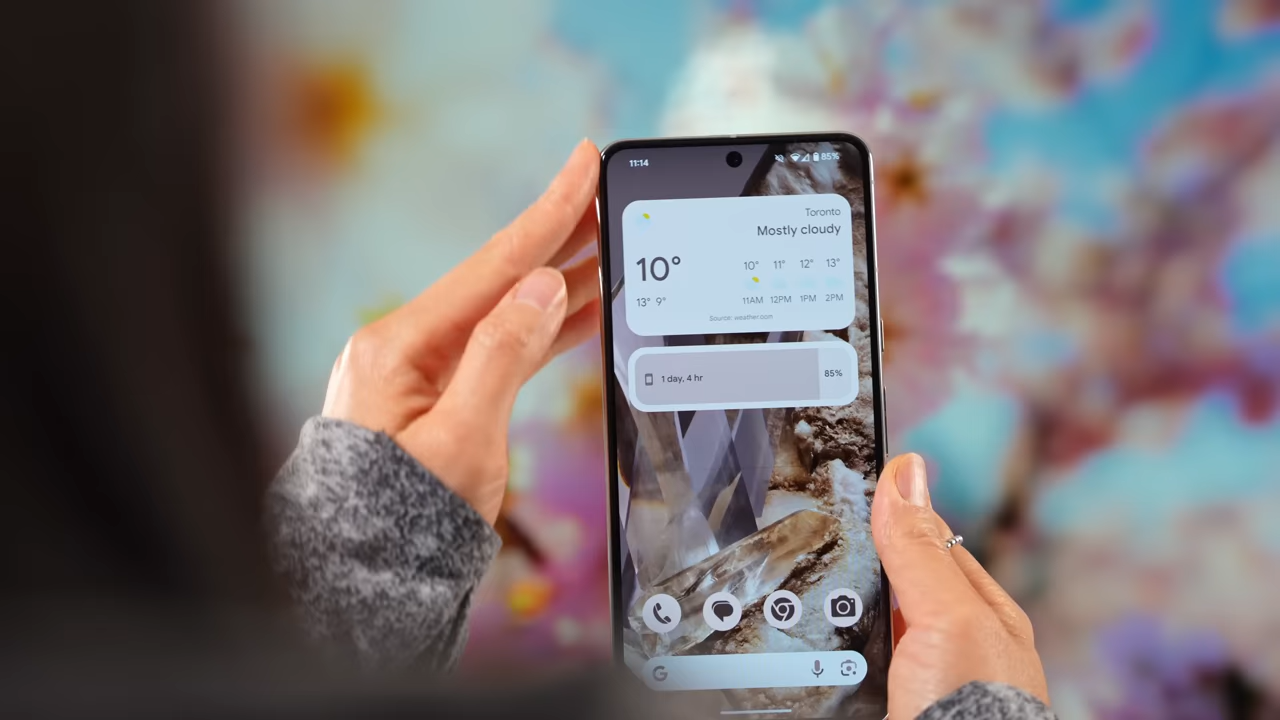 11:14
85%
Toronto
Mostly cloudy
10°
10° 11° 12° 13°
13° 9°
11AM 12PM 1PM 2PM
Source: weather.com
1 day, 4 hr
85%
G